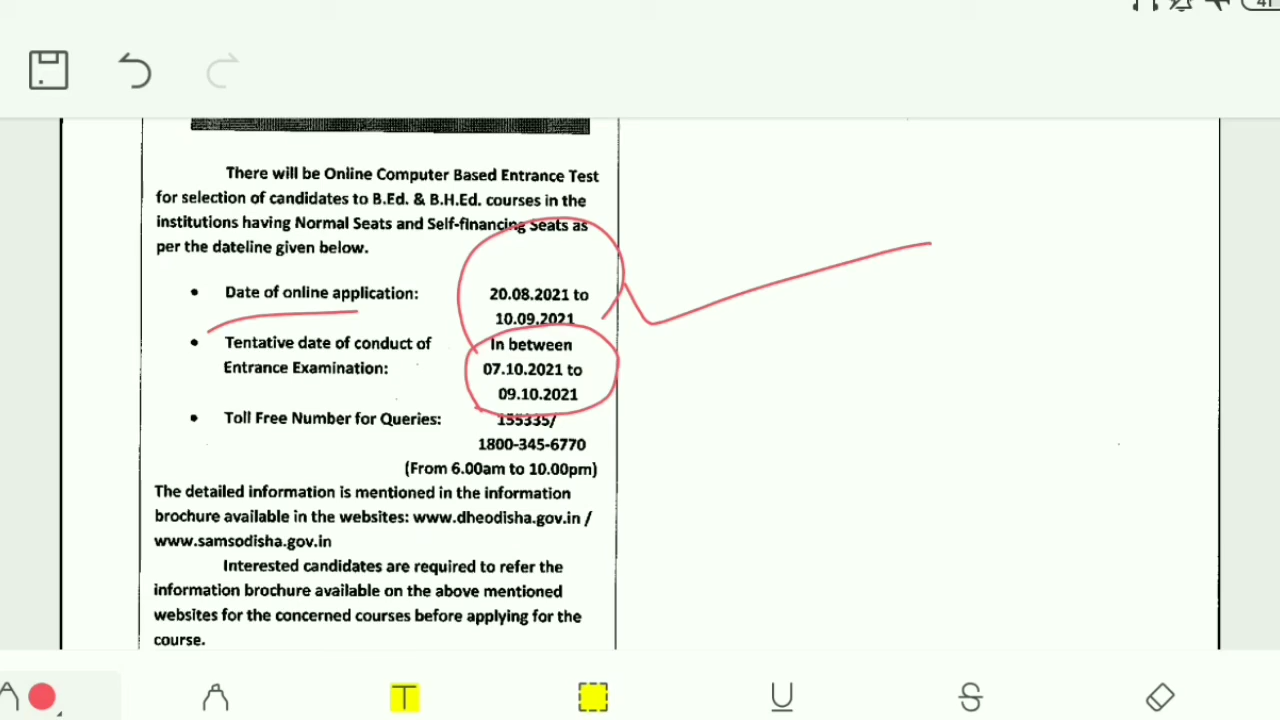 41
There will be Online Computer Based Entrance Test
for selection of candidates to B.Ed. & B.H.Ed. courses in the
institutions having Normal Seats and Self-financing Seats as
per the dateline given below.
• Date of online application: 20.08.2021 to
10.09.2021
• Tentative date of conduct of In between
Entrance Examination: 07.10.2021 to
09.10.2021
• Toll Free Number for Queries: 155335/
1800-345-6770
(From 6.00am to 10.00pm)
The detailed information is mentioned in the information
brochure available in the websites: www.dheodisha.gov.in /
www.samsodisha.gov.in
Interested candidates are required to refer the
information brochure available on the above mentioned
websites for the concerned courses before applying for the
course.
T U S